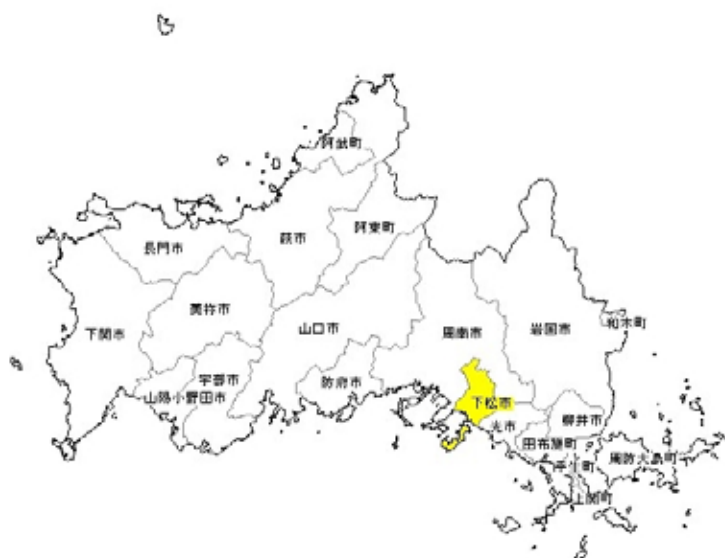 阿武町
萩市
阿東町
長門市
美祢市
下関市
山口市
周南市
岩国市
和木町
宇部市
防府市
山陽小野田市
下松市
光市
柳井市
田布施町
平生町
周防大島町
上関町